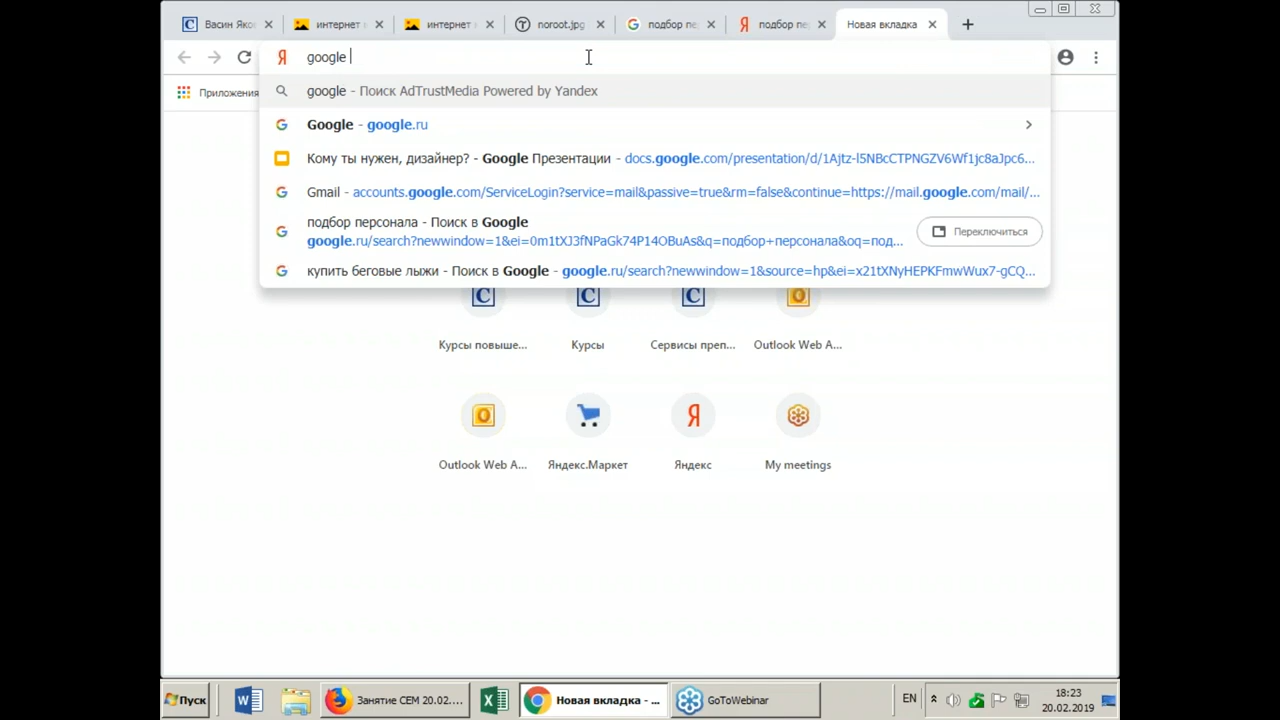 Васин Яко
интернет
интернет
noroot.jpg
подбор пе
подбор пе
Новая вкладка
google
Приложения
google - Поиск AdTrustMedia Powered by Yandex
Google - google.ru
Кому ты нужен, дизайнер? - Google Презентации - docs.google.com/presentation/d/1Ajtz-l5NBcCTPNGZV6Wf1jc8aJpc6...
Gmail - accounts.google.com/ServiceLogin?service=mail&passive=true&rm=false&continue=https://mail.google.com/mail/...
подбор персонала - Поиск в Google
google.ru/search?newwindow=1&ei=0m1tXJ3fNPaGk74P14OBuAs&q=подбор+персонала&oq=под...
Переключиться
купить беговые лыжи - Поиск в Google - google.ru/search?newwindow=1&source=hp&ei=x21tXNyHEPKFmwWux7-gCQ...
Курсы повыше...
Курсы
Сервисы преп...
Outlook Web A...
Outlook Web A...
Яндекс.Маркет
Яндекс
My meetings
Пуск
Занятие СЕМ 20.02....
Новая вкладка - ...
GoToWebinar
EN
18:23
20.02.2019